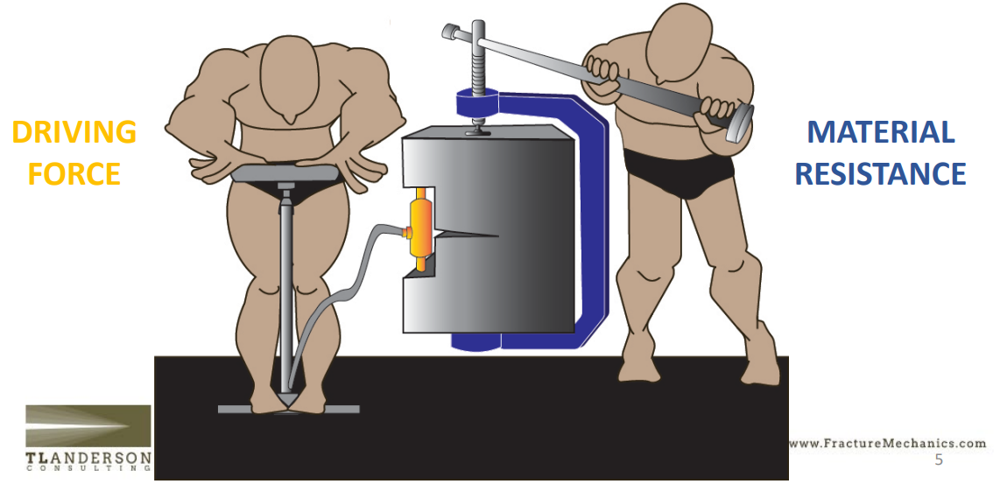 DRIVING
FORCE
MATERIAL
RESISTANCE
TLANDERSON
CONSULTING
www.FractureMechanics.com
5